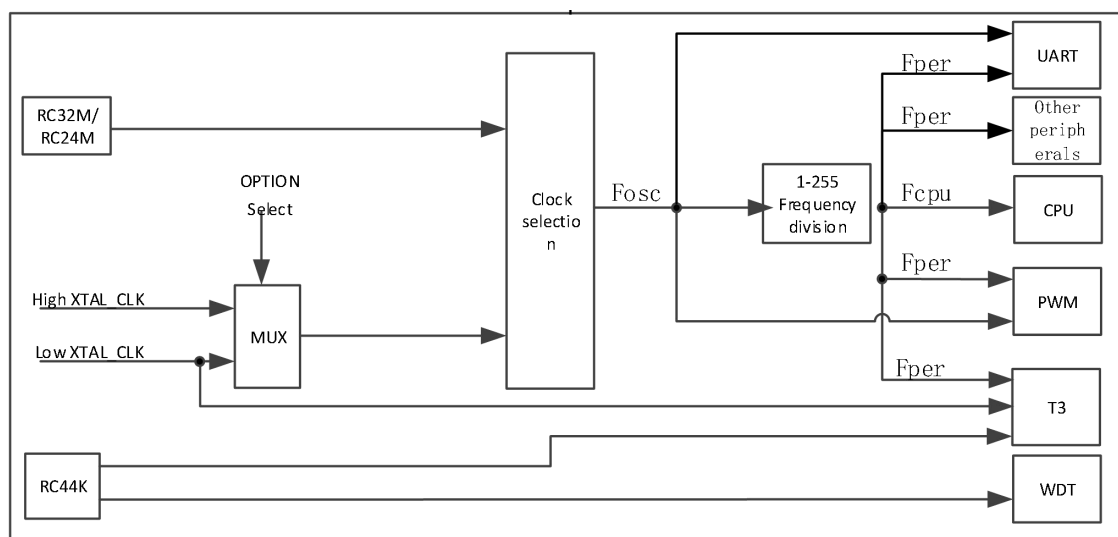 UART
Fper
RC32M/
RC24M
Fper
Other
periph
erals
OPTION
Select
Clock
selectio
n
Fosc
1-255
Frequency
division
Fcpu
CPU
Fper
High XTAL_CLK
PWM
MUX
Low XTAL_CLK
Fper
T3
RC44K
WDT